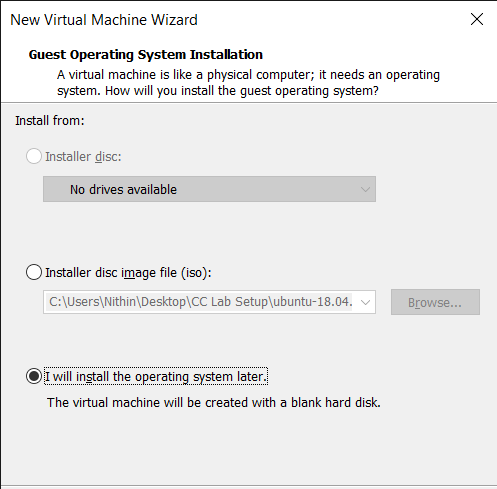 New Virtual Machine Wizard
Guest Operating System Installation
A virtual machine is like a physical computer; it needs an operating
system. How will you install the guest operating system?
Install from:
Installer disc:
No drives available
Installer disc image file (iso):
C:\Users\Nithin\Desktop\CC Lab Setup\ubuntu-18.04.
Browse...
I will install the operating system later.
The virtual machine will be created with a blank hard disk.